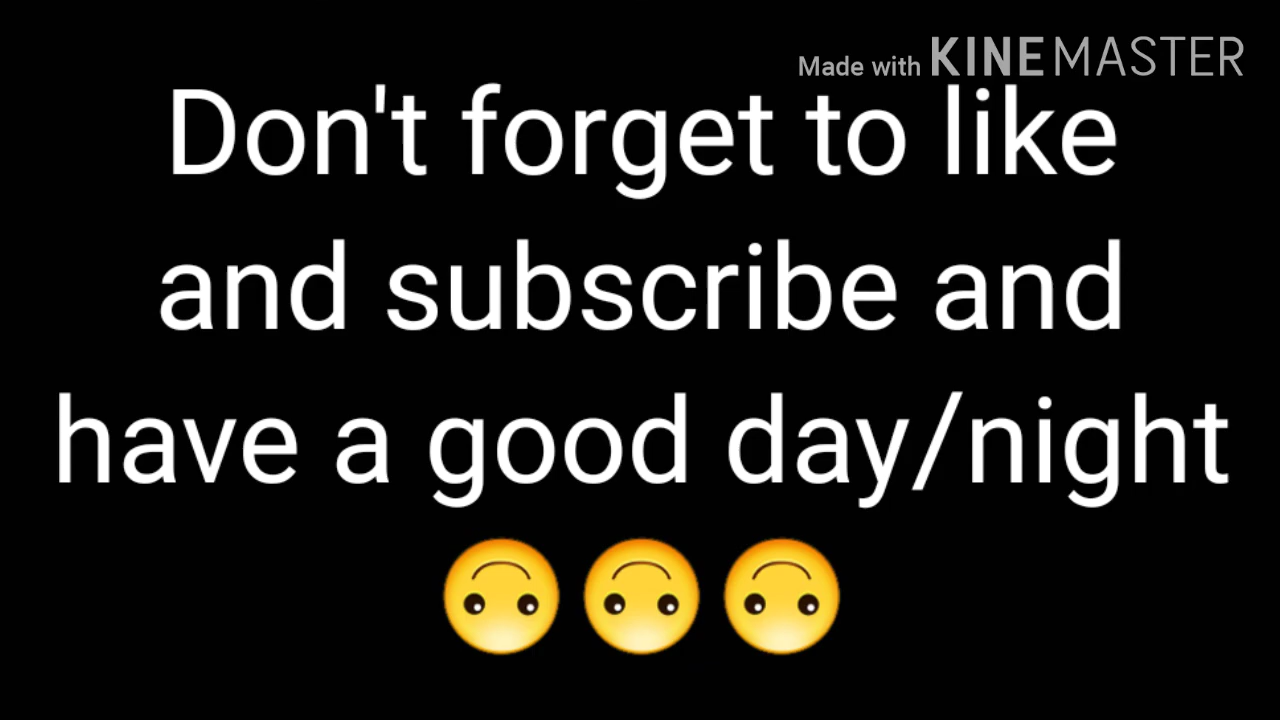 Made with KINEMASTER
Don't forget to like
and subscribe and
have a good day/night
🙃🙃🙃